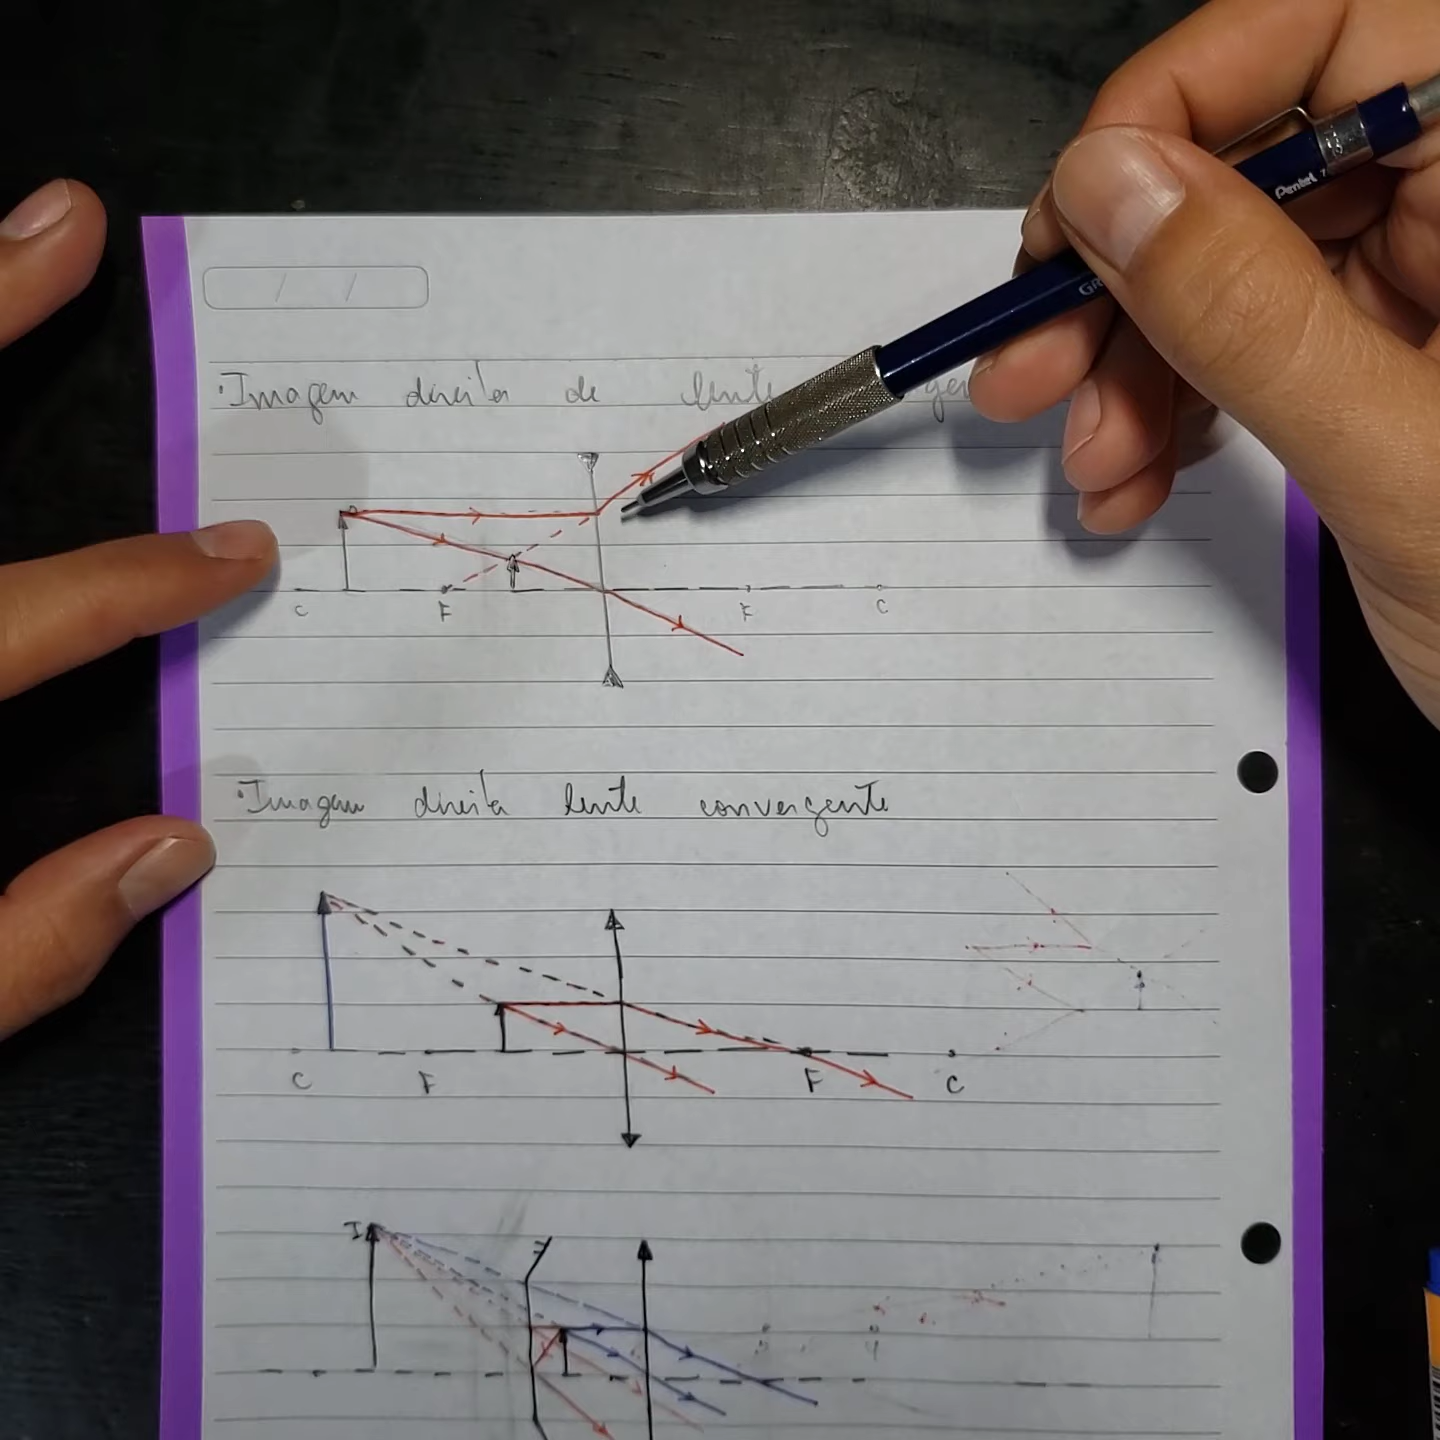 / /
·Imagem direita de lente
C F F C
·Imagem direita lente convergente
C F F C
I
Pentel